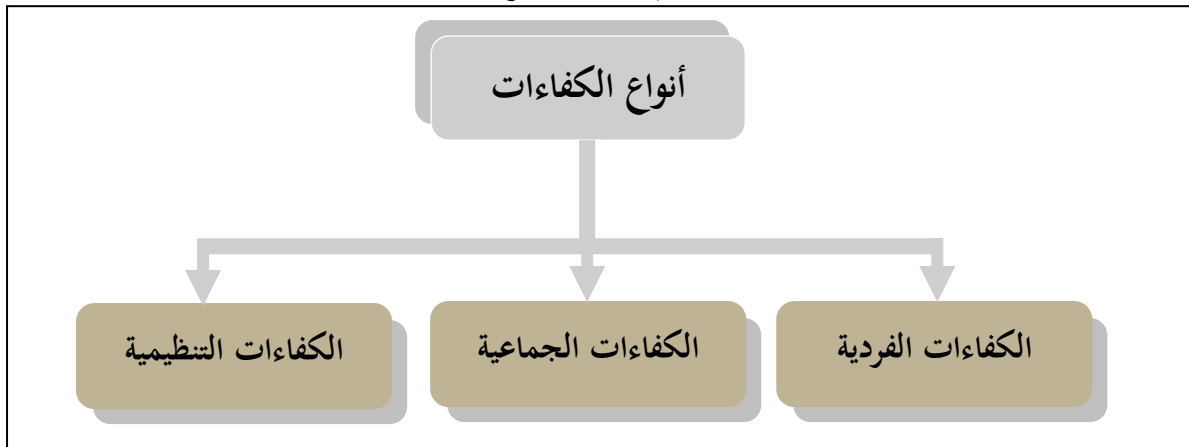 أنواع الكفاءات
الكفاءات الفردية
الكفاءات الجماعية
الكفاءات التنظيمية